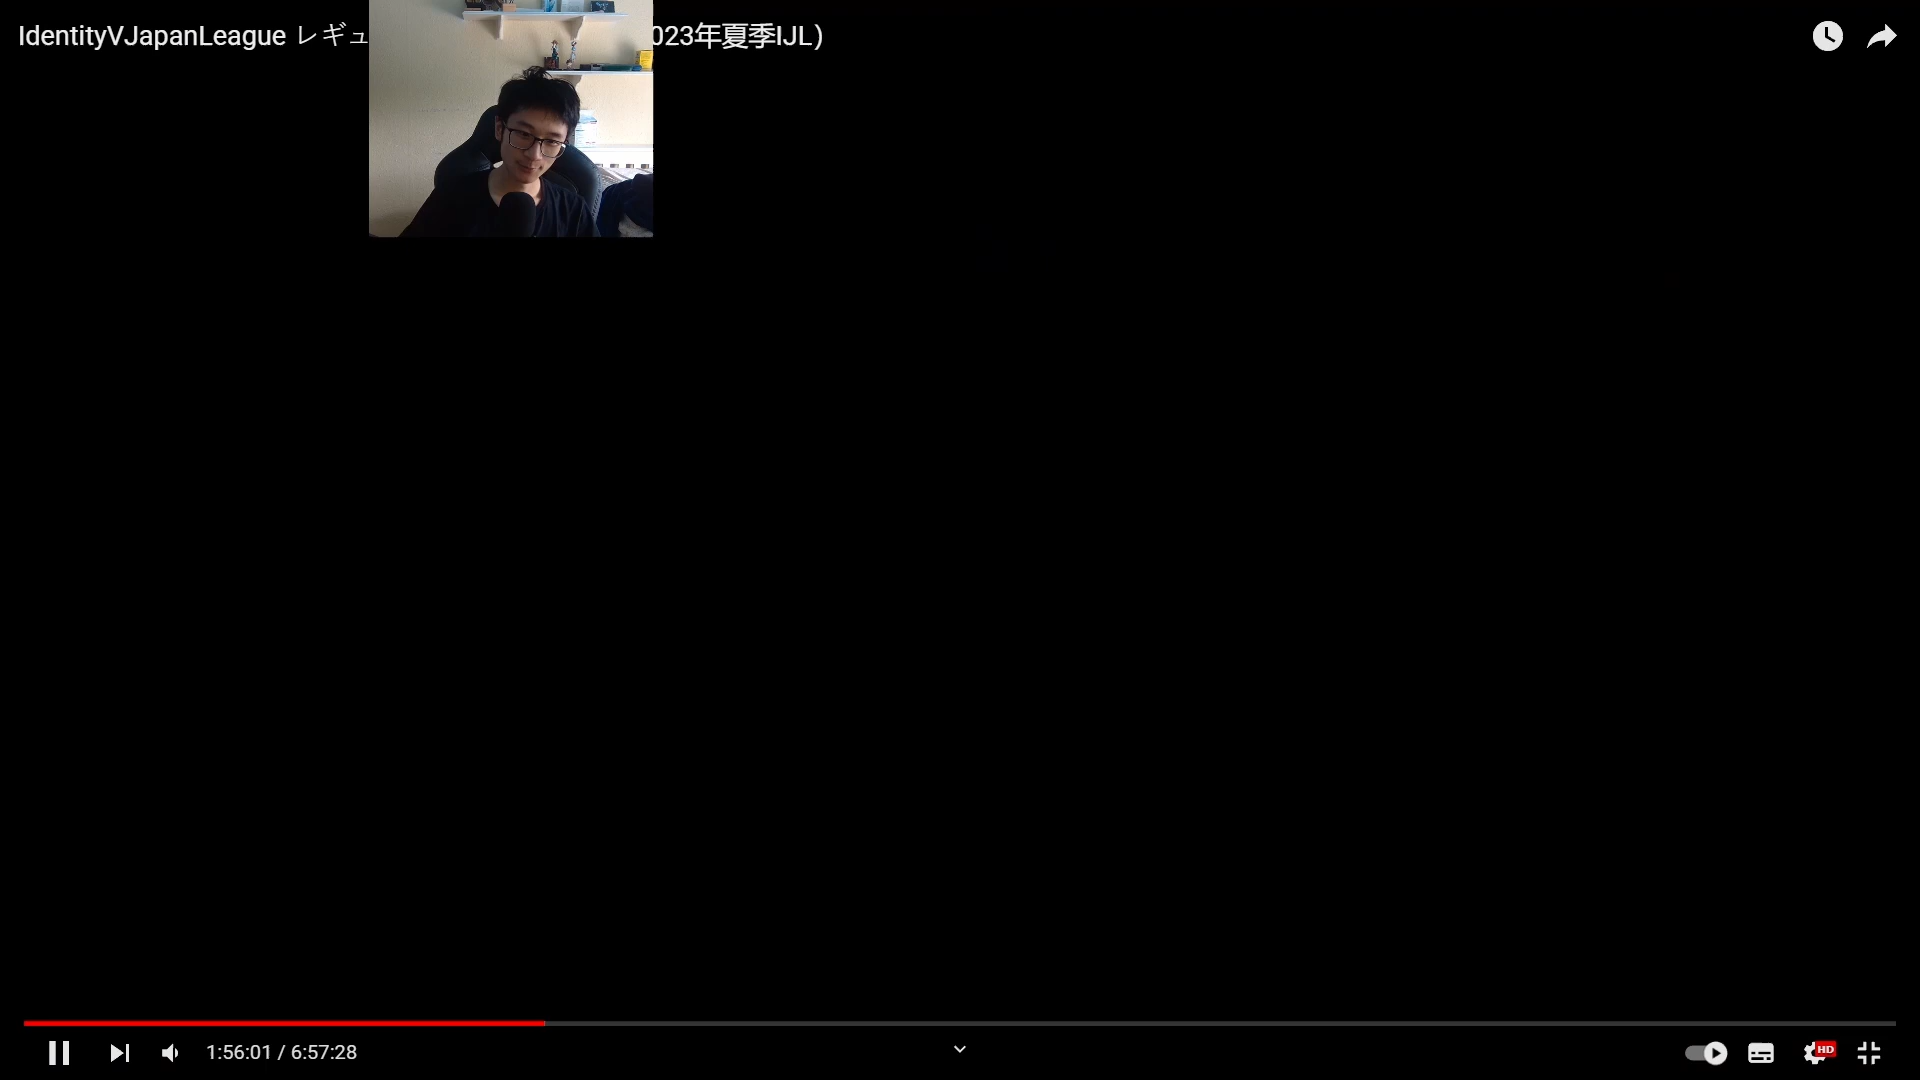 IdentityVJapanLeague レギュ 023年夏季IJL)
1:56:01 / 6:57:28
HD